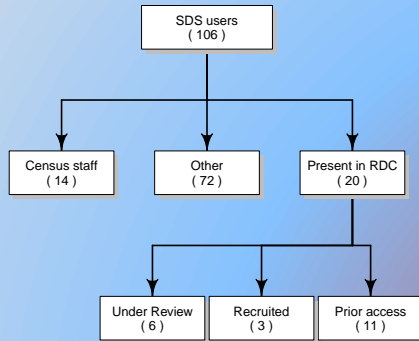 SDS users
( 106 )
Census staff
( 14 )
Other
( 72 )
Present in RDC
( 20 )
Under Review
( 6 )
Recruited
( 3 )
Prior access
( 11 )